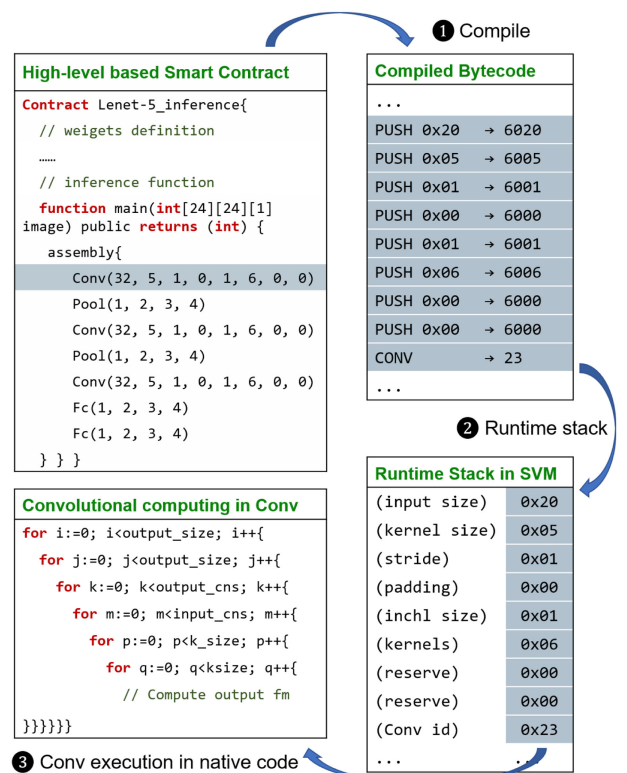 ❶ Compile
High-level based Smart Contract
Contract Lenet-5_inference{
// weigets definition
……
// inference function
function main(int[24][24][1]
image) public returns (int) {
assembly{
Conv(32, 5, 1, 0, 1, 6, 0, 0)
Pool(1, 2, 3, 4)
Conv(32, 5, 1, 0, 1, 6, 0, 0)
Pool(1, 2, 3, 4)
Conv(32, 5, 1, 0, 1, 6, 0, 0)
Fc(1, 2, 3, 4)
Fc(1, 2, 3, 4)
} } }
Compiled Bytecode
...
PUSH 0x20 → 6020
PUSH 0x05 → 6005
PUSH 0x01 → 6001
PUSH 0x00 → 6000
PUSH 0x01 → 6001
PUSH 0x06 → 6006
PUSH 0x00 → 6000
PUSH 0x00 → 6000
CONV → 23
...
❷ Runtime stack
Runtime Stack in SVM
(input size) 0x20
(kernel size) 0x05
(stride) 0x01
(padding) 0x00
(inchl size) 0x01
(kernels) 0x06
(reserve) 0x00
(reserve) 0x00
(Conv id) 0x23
... ...
Convolutional computing in Conv
for i:=0; i<output_size; i++{
for j:=0; j<output_size; j++{
for k:=0; k<output_cns; k++{
for m:=0; m<input_cns; m++{
for p:=0; p<k_size; p++{
for q:=0; q<ksize; q++{
// Compute output fm
}}}}}}
❸ Conv execution in native code